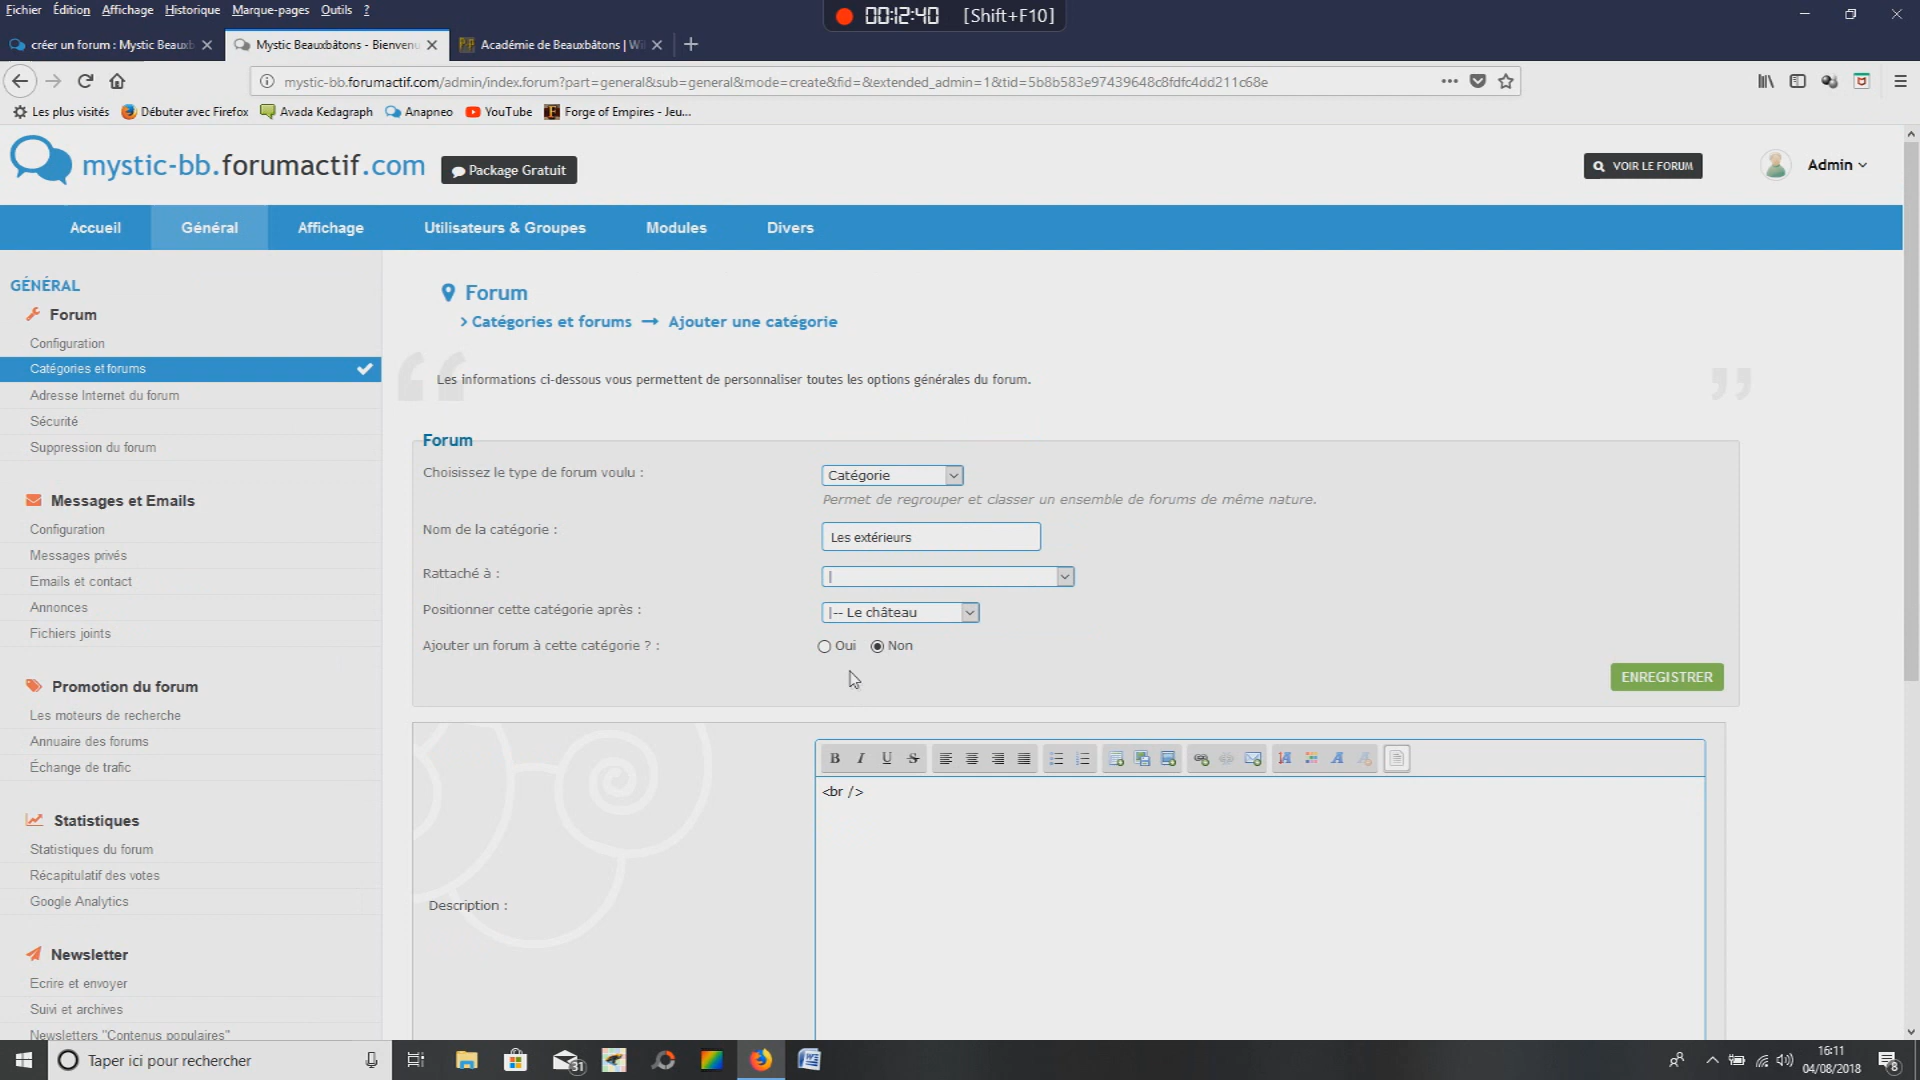 Fichier Édition Affichage Historique Marque-pages Outils ?
00:12:40 [Shift+F10]
créer un forum : Mystic Beauxb
Mystic Beauxbâtons - Bienvenu
Académie de Beauxbâtons | Wi
mystic-bb.forumactif.com/admin/index.forum?part=general&sub=general&mode=create&fid=&extended_admin=1&tid=5b8b583e97439648c8fdfc4dd211c68e
Les plus visités Débuter avec Firefox Avada Kedagraph Anapneo YouTube Forge of Empires - Jeu...
mystic-bb.forumactif.com Package Gratuit
VOIR LE FORUM Admin
Accueil Général Affichage Utilisateurs & Groupes Modules Divers
GÉNÉRAL
Forum
Configuration
Catégories et forums
Adresse Internet du forum
Sécurité
Suppression du forum
Messages et Emails
Configuration
Messages privés
Emails et contact
Annonces
Fichiers joints
Promotion du forum
Les moteurs de recherche
Annuaire des forums
Échange de trafic
Statistiques
Statistiques du forum
Récapitulatif des votes
Google Analytics
Newsletter
Ecrire et envoyer
Suivi et archives
Newsletters "Contenus populaires"
Forum
> Catégories et forums → Ajouter une catégorie
Les informations ci-dessous vous permettent de personnaliser toutes les options générales du forum.
Forum
Choisissez le type de forum voulu : Catégorie
Permet de regrouper et classer un ensemble de forums de même nature.
Nom de la catégorie : Les extérieurs
Rattaché à : |
Positionner cette catégorie après : |-- Le château
Ajouter un forum à cette catégorie ? : Oui Non
ENREGISTRER
B I U S
<br />
Description :
Taper ici pour rechercher
31
16:11
04/08/2018
8